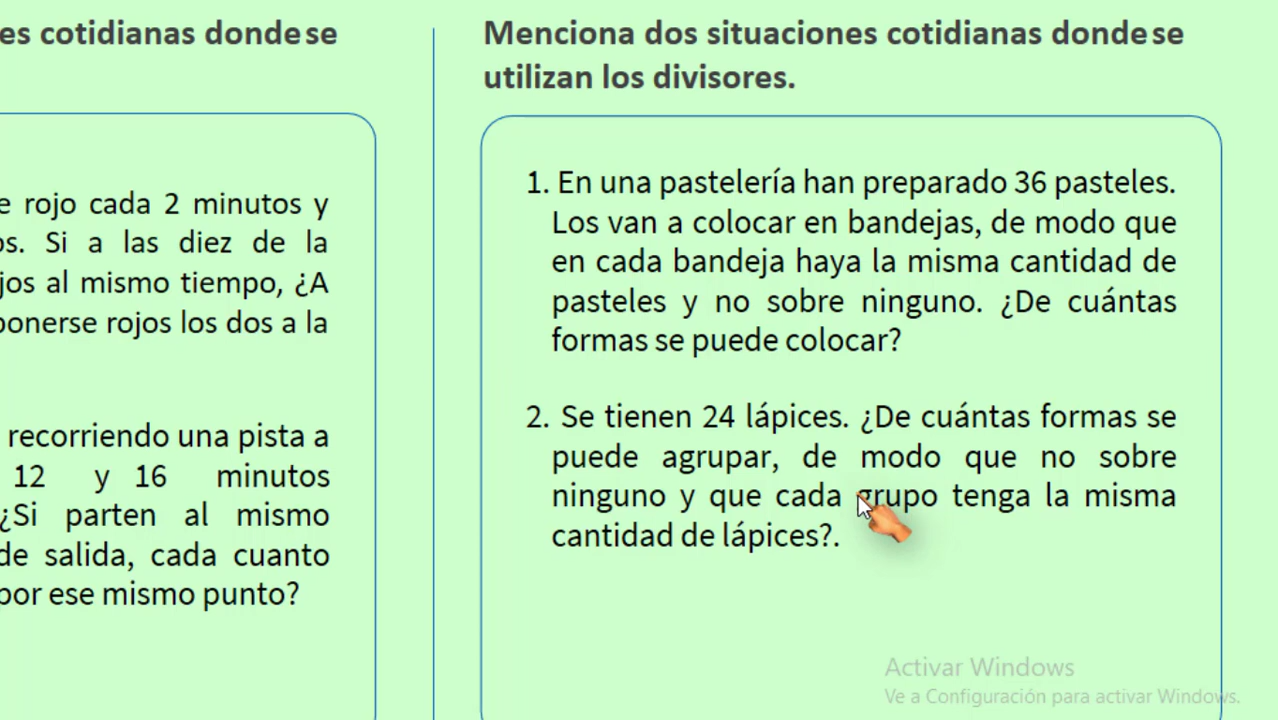 es cotidianas donde se
e rojo cada 2 minutos y
os. Si a las diez de la
jos al mismo tiempo, ¿A
ponerse rojos los dos a la
recorriendo una pista a
12 y 16 minutos
¿Si parten al mismo
de salida, cada cuanto
por ese mismo punto?
Menciona dos situaciones cotidianas donde se
utilizan los divisores.
1. En una pastelería han preparado 36 pasteles.
Los van a colocar en bandejas, de modo que
en cada bandeja haya la misma cantidad de
pasteles y no sobre ninguno. ¿De cuántas
formas se puede colocar?
2. Se tienen 24 lápices. ¿De cuántas formas se
puede agrupar, de modo que no sobre
ninguno y que cada grupo tenga la misma
cantidad de lápices?.
Activar Windows
Ve a Configuración para activar Windows.